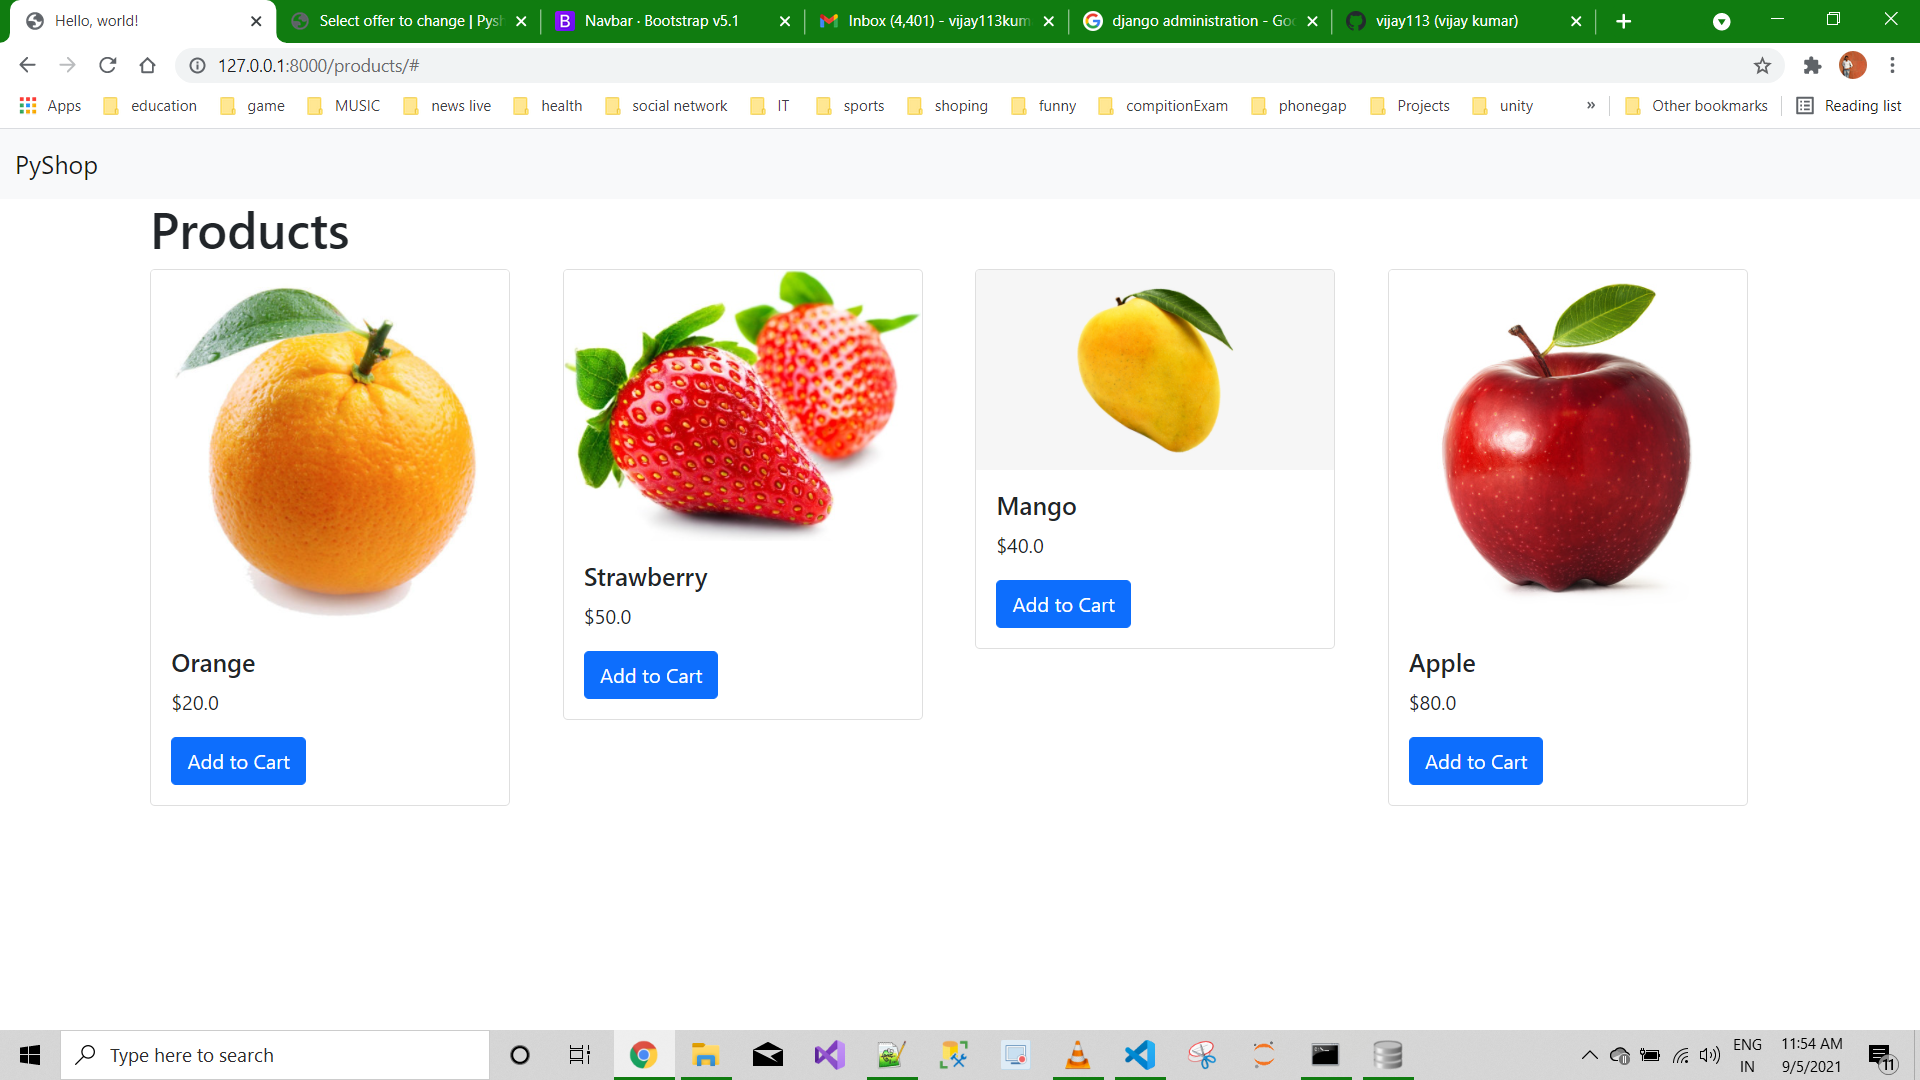 Hello, world!
Select offer to change | Pysh
Navbar · Bootstrap v5.1
Inbox (4,401) - vijay113kum
django administration - Goo
vijay113 (vijay kumar)
127.0.0.1:8000/products/#
Apps
education
game
MUSIC
news live
health
social network
IT
sports
shoping
funny
compitionExam
phonegap
Projects
unity
»
Other bookmarks
Reading list
PyShop
Products
Orange
$20.0
Add to Cart
Strawberry
$50.0
Add to Cart
Mango
$40.0
Add to Cart
Apple
$80.0
Add to Cart
Type here to search
ENG
IN
11:54 AM
9/5/2021
11